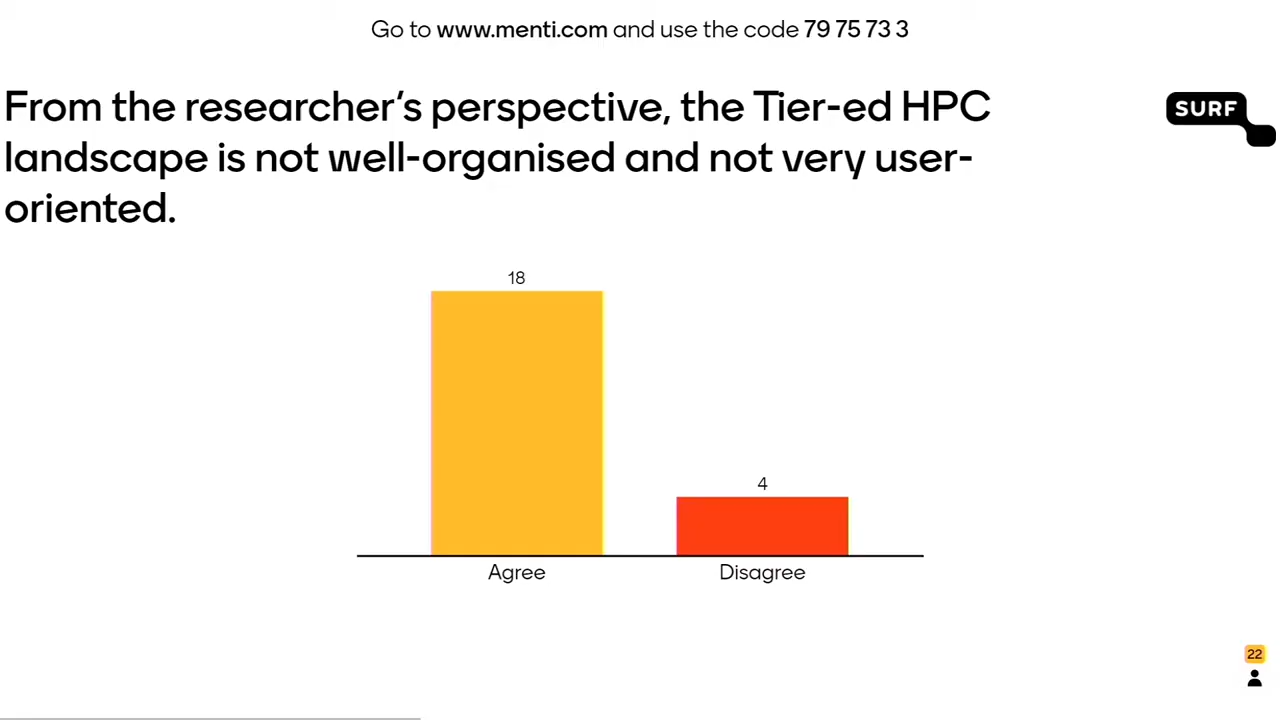 Go to www.menti.com and use the code 79 75 73 3
From the researcher's perspective, the Tier-ed HPC
landscape is not well-organised and not very user-
oriented.
SURF
18
4
Agree
Disagree
22